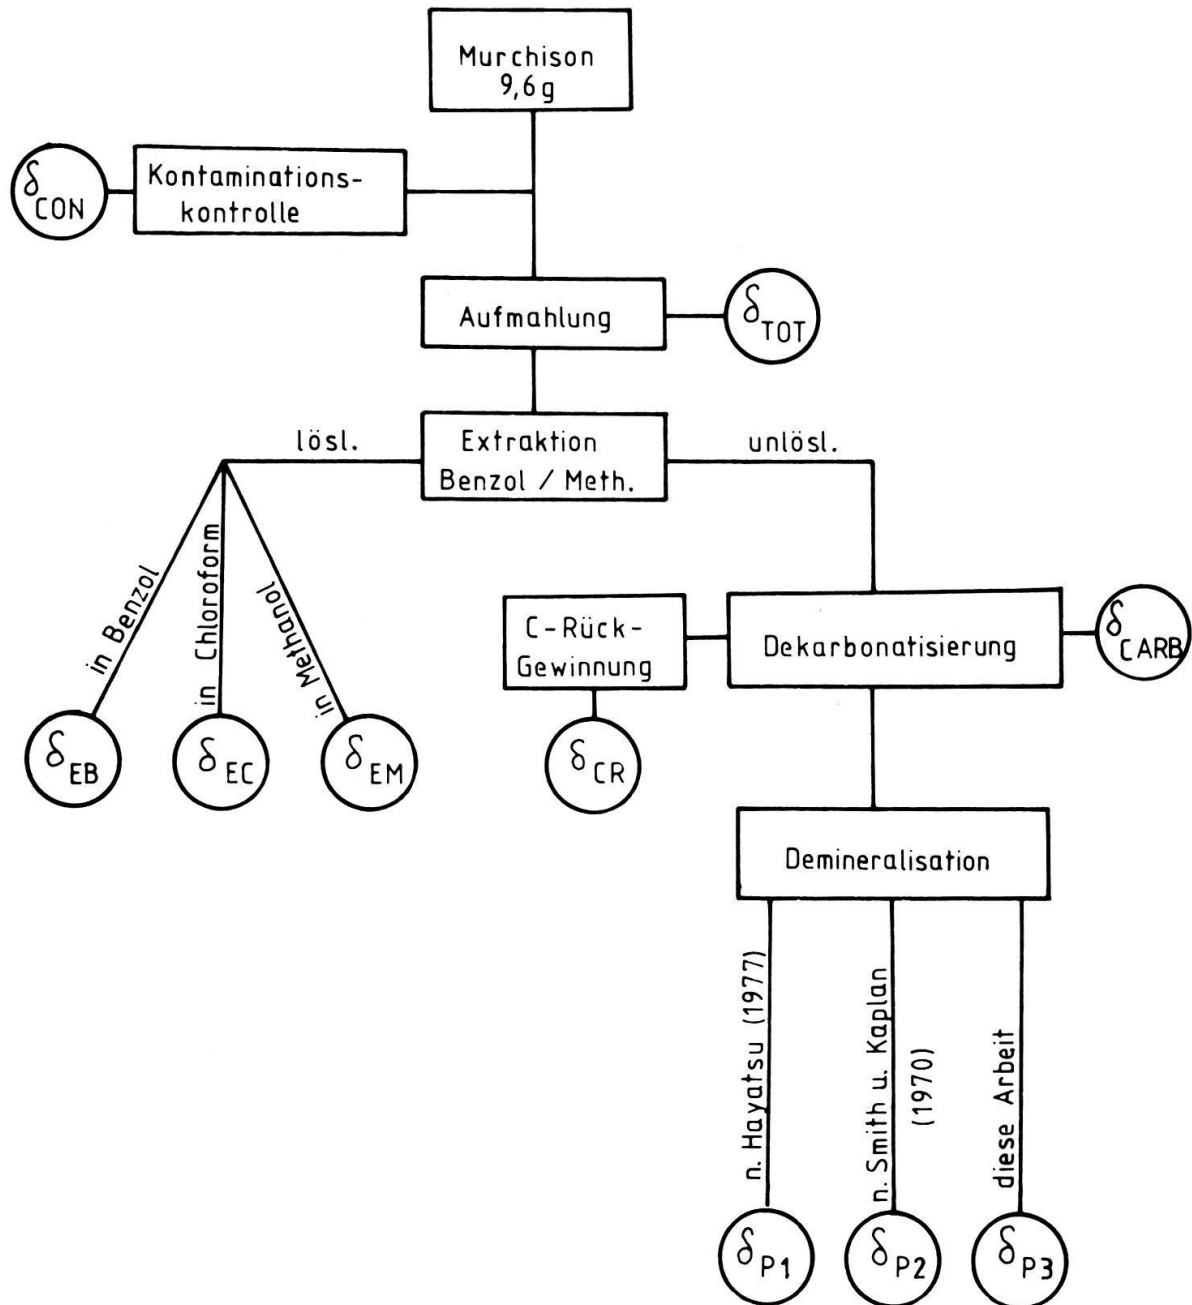 Murchison
9,6g
δCON
Kontaminations-
kontrolle
Aufmahlung
δTOT
lösl.
Extraktion
Benzol / Meth.
unlösl.
in Benzol
in Chloroform
in Methanol
δEB
δEC
δEM
C-Rück-
Gewinnung
Dekarbonatisierung
δCARB
δCR
Demineralisation
n. Hayatsu (1977)
n. Smith u. Kaplan
(1970)
diese Arbeit
δP1
δP2
δP3